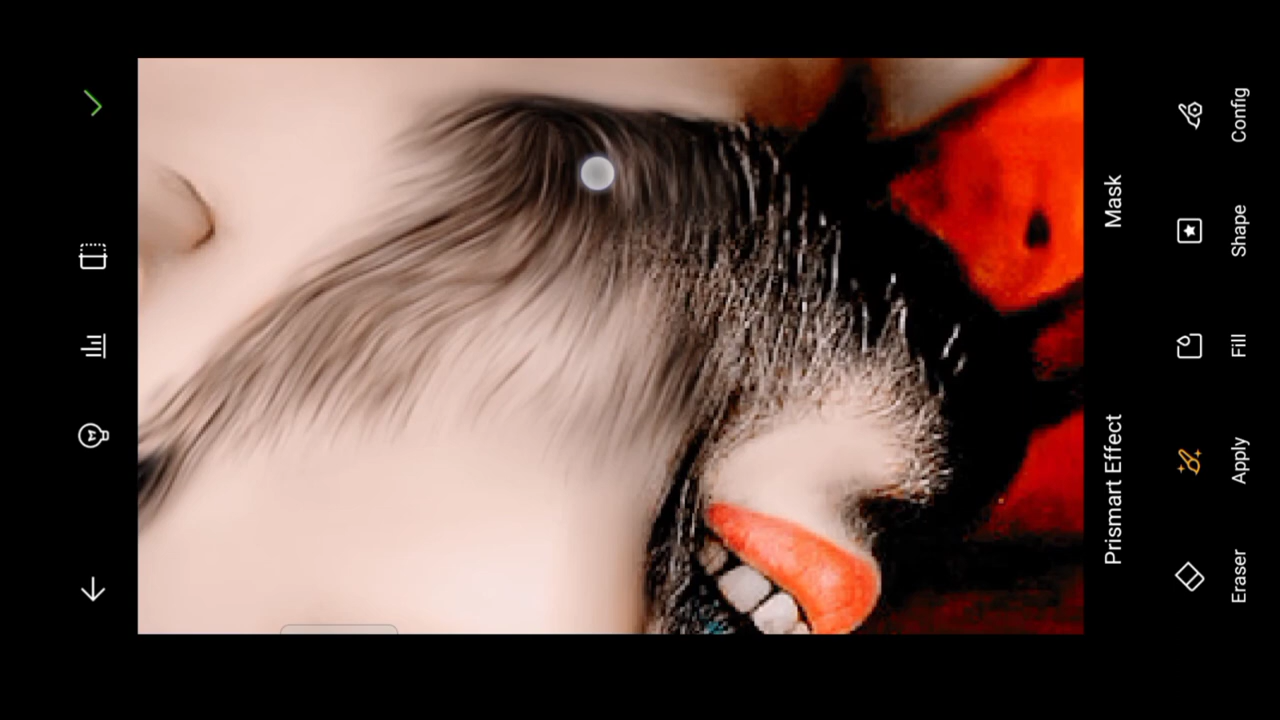 Prismart Effect
Mask
Eraser
Apply
Fill
Shape
Config